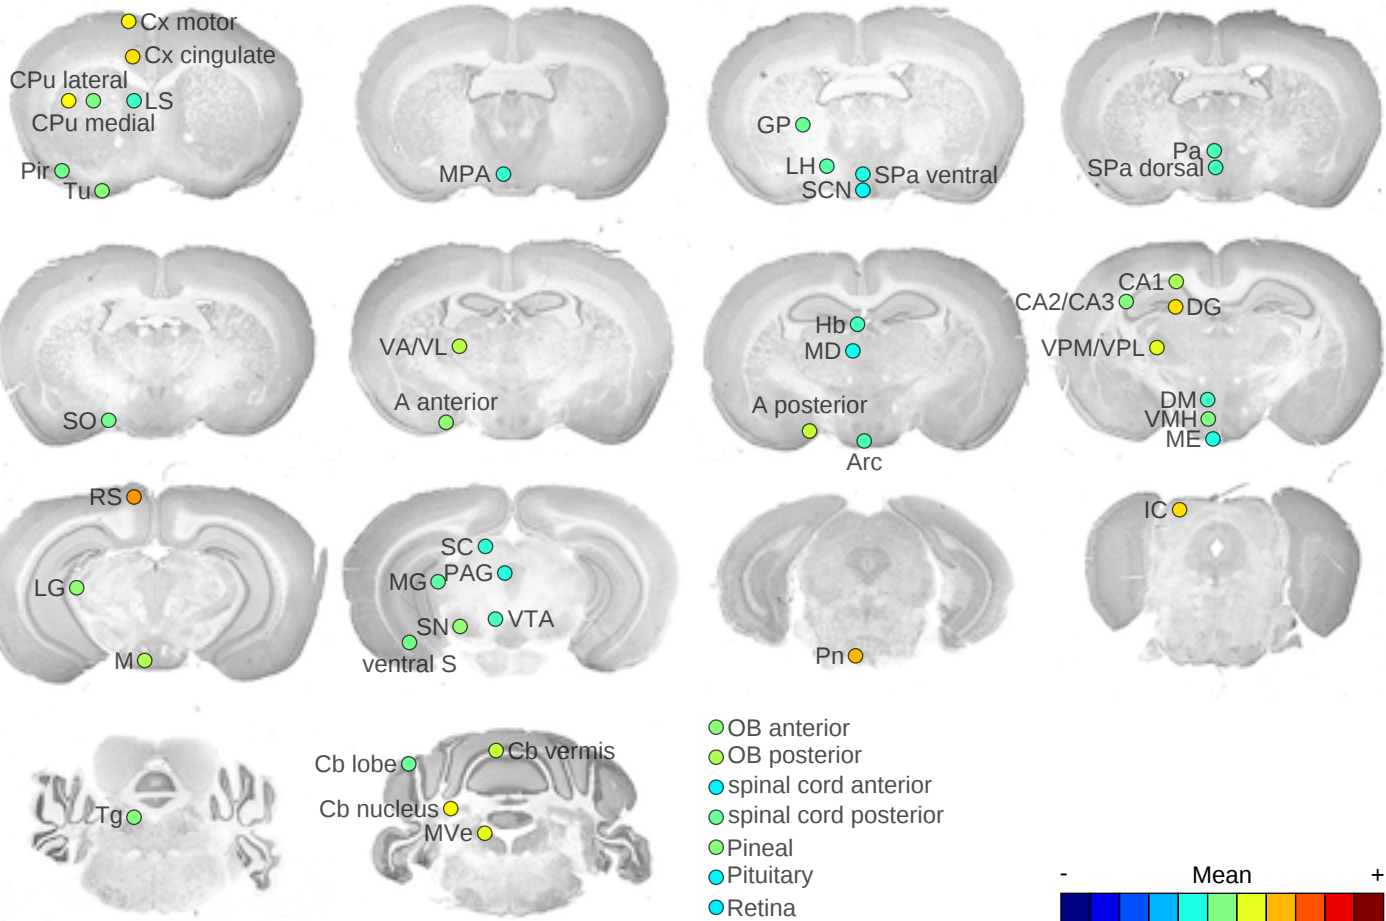 Cx motor
Cx cingulate
CPu lateral
LS
CPu medial
Pir
Tu
MPA
GP
LH
SPa ventral
SCN
Pa
SPa dorsal
SO
VA/VL
A anterior
Hb
MD
A posterior
Arc
CA1
CA2/CA3
DG
VPM/VPL
DM
VMH
ME
RS
LG
M
SC
PAG
MG
VTA
SN
ventral S
Pn
IC
Tg
Cb vermis
Cb lobe
Cb nucleus
MVe
OB anterior
OB posterior
spinal cord anterior
spinal cord posterior
Pineal
Pituitary
Retina
- Mean +